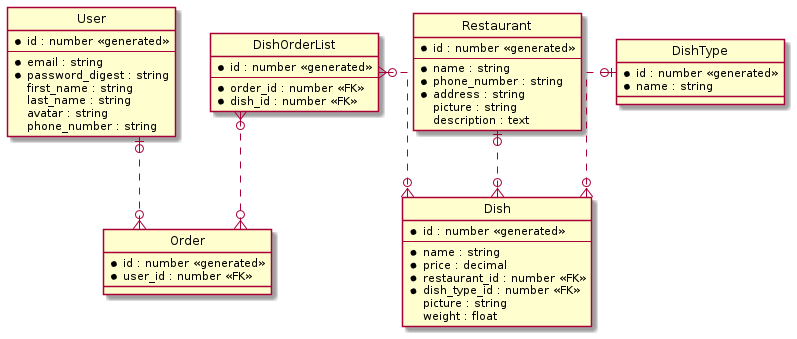 User
id : number «generated»
email : string
password_digest : string
first_name : string
last_name : string
avatar : string
phone_number : string
DishOrderList
id : number «generated»
order_id : number «FK»
dish_id : number «FK»
Restaurant
id : number «generated»
name : string
phone_number : string
address : string
picture : string
description : text
DishType
id : number «generated»
name : string
Order
id : number «generated»
user_id : number «FK»
Dish
id : number «generated»
name : string
price : decimal
restaurant_id : number «FK»
dish_type_id : number «FK»
picture : string
weight : float